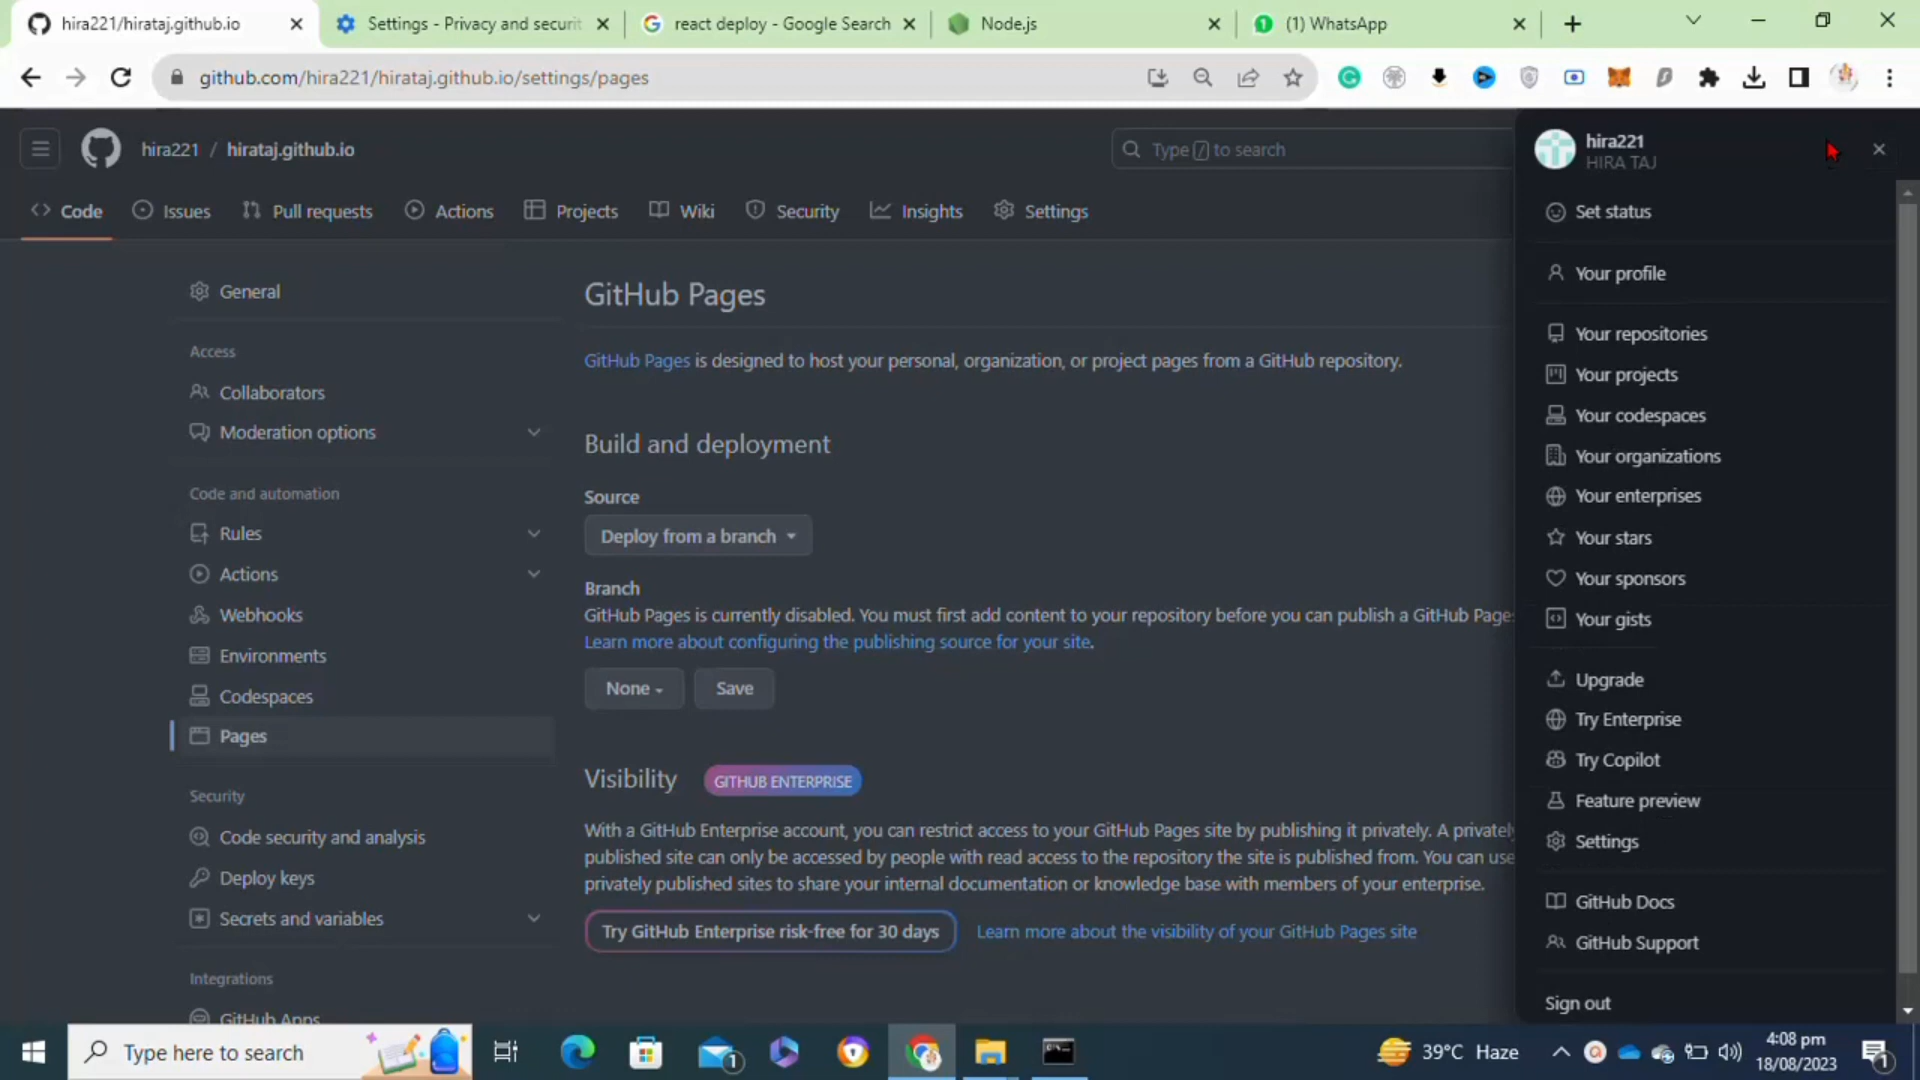 hira221/hirataj.github.io
Settings - Privacy and securit
react deploy - Google Search
Node.js
(1) WhatsApp
github.com/hira221/hirataj.github.io/settings/pages
hira221 / hirataj.github.io
Type / to search
Code
Issues
Pull requests
Actions
Projects
Wiki
Security
Insights
Settings
General
Access
Collaborators
Moderation options
Code and automation
Rules
Actions
Webhooks
Environments
Codespaces
Pages
Security
Code security and analysis
Deploy keys
Secrets and variables
Integrations
GitHub Apps
GitHub Pages
GitHub Pages is designed to host your personal, organization, or project pages from a GitHub repository.
Build and deployment
Source
Deploy from a branch
Branch
GitHub Pages is currently disabled. You must first add content to your repository before you can publish a GitHub Page
Learn more about configuring the publishing source for your site.
None
Save
Visibility
GITHUB ENTERPRISE
With a GitHub Enterprise account, you can restrict access to your GitHub Pages site by publishing it privately. A privatel
published site can only be accessed by people with read access to the repository the site is published from. You can use
privately published sites to share your internal documentation or knowledge base with members of your enterprise.
Try GitHub Enterprise risk-free for 30 days
Learn more about the visibility of your GitHub Pages site
hira221
HIRA TAJ
Set status
Your profile
Your repositories
Your projects
Your codespaces
Your organizations
Your enterprises
Your stars
Your sponsors
Your gists
Upgrade
Try Enterprise
Try Copilot
Feature preview
Settings
GitHub Docs
GitHub Support
Sign out
Type here to search
1
39°C Haze
4:08 pm
18/08/2023
1